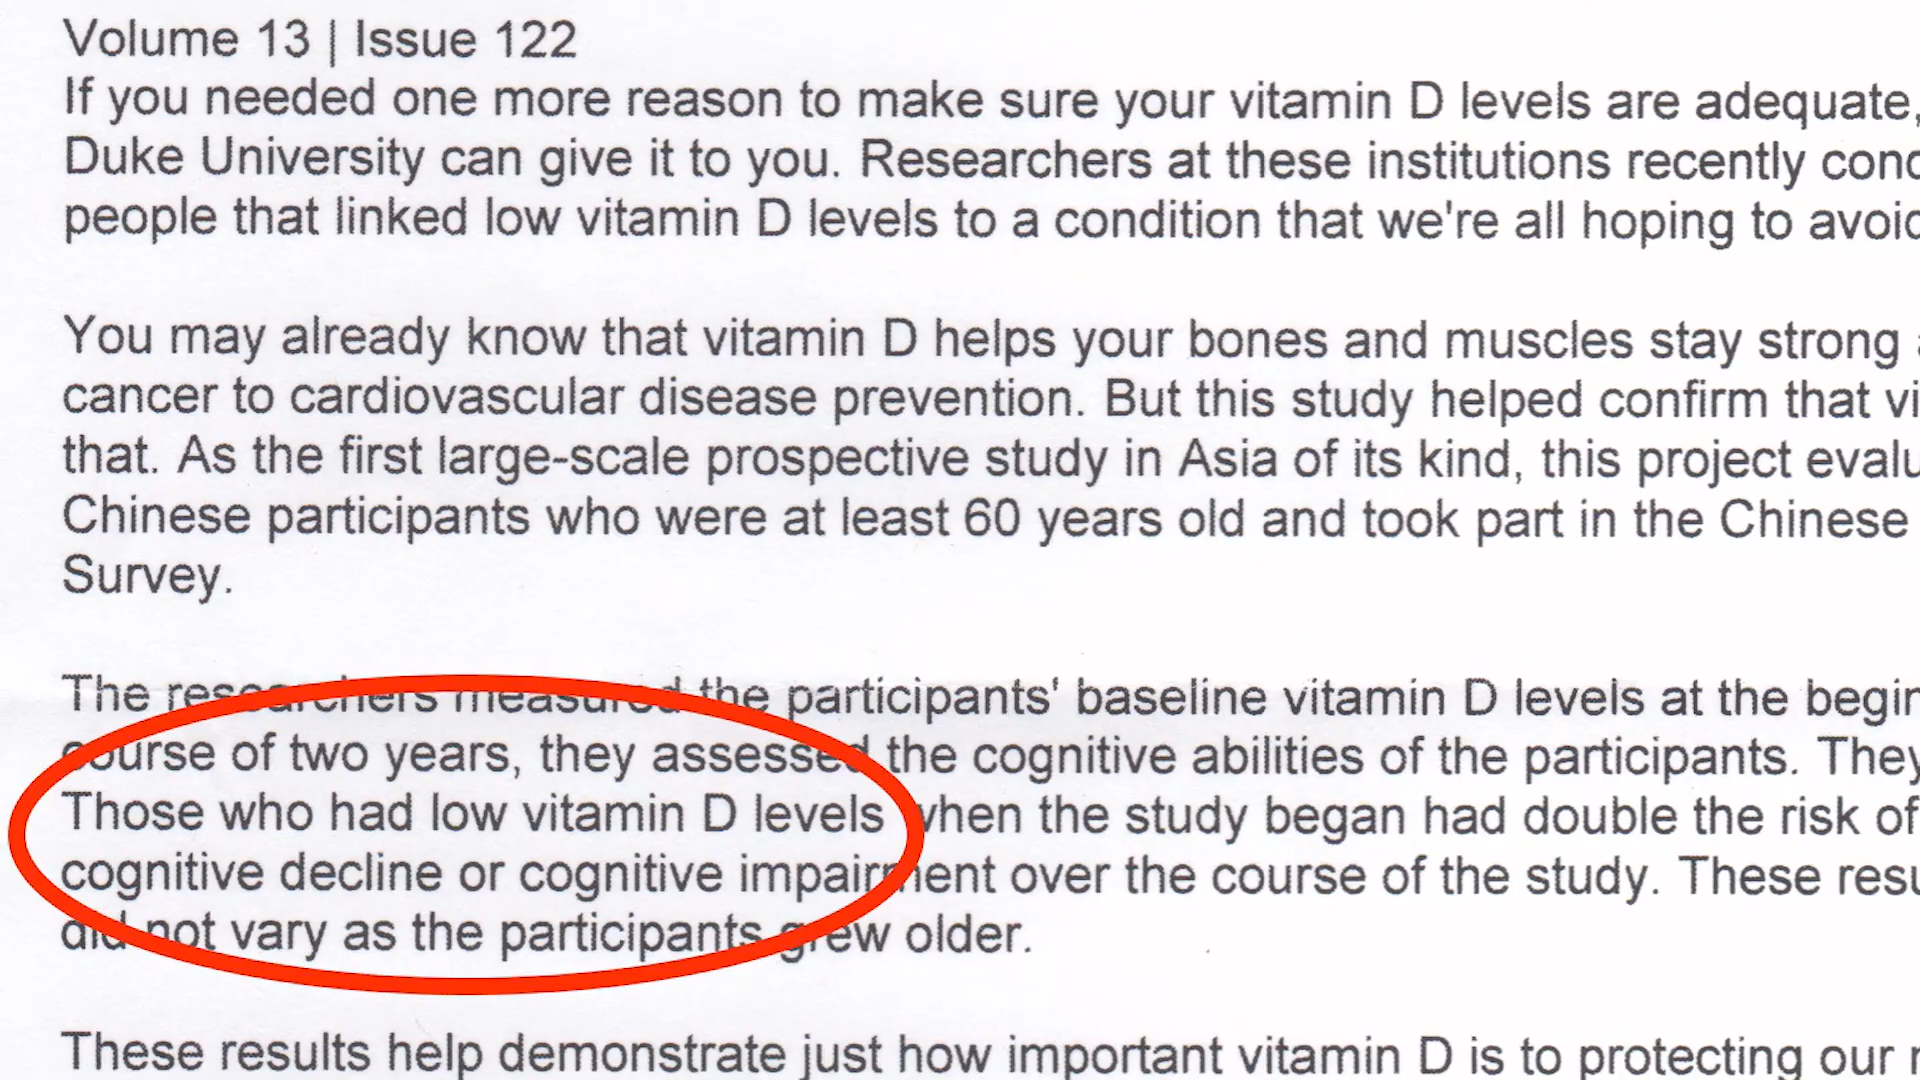 Volume 13 | Issue 122
If you needed one more reason to make sure your vitamin D levels are adequate,
Duke University can give it to you. Researchers at these institutions recently
people that linked low vitamin D levels to a condition that we're all hoping to
You may already know that vitamin D helps your bones and muscles stay strong
cancer to cardiovascular disease prevention. But this study helped confirm that
that. As the first large-scale prospective study in Asia of its kind, this project
Chinese participants who were at least 60 years old and took part in the Chinese
Survey.
The researchers measured the participants' baseline vitamin D levels at the
course of two years, they assessed the cognitive abilities of the participants. They
Those who had low vitamin D levels when the study began had double the risk of
cognitive decline or cognitive impairment over the course of the study. These
did not vary as the participants grew older.
These results help demonstrate just how important vitamin D is to protecting our